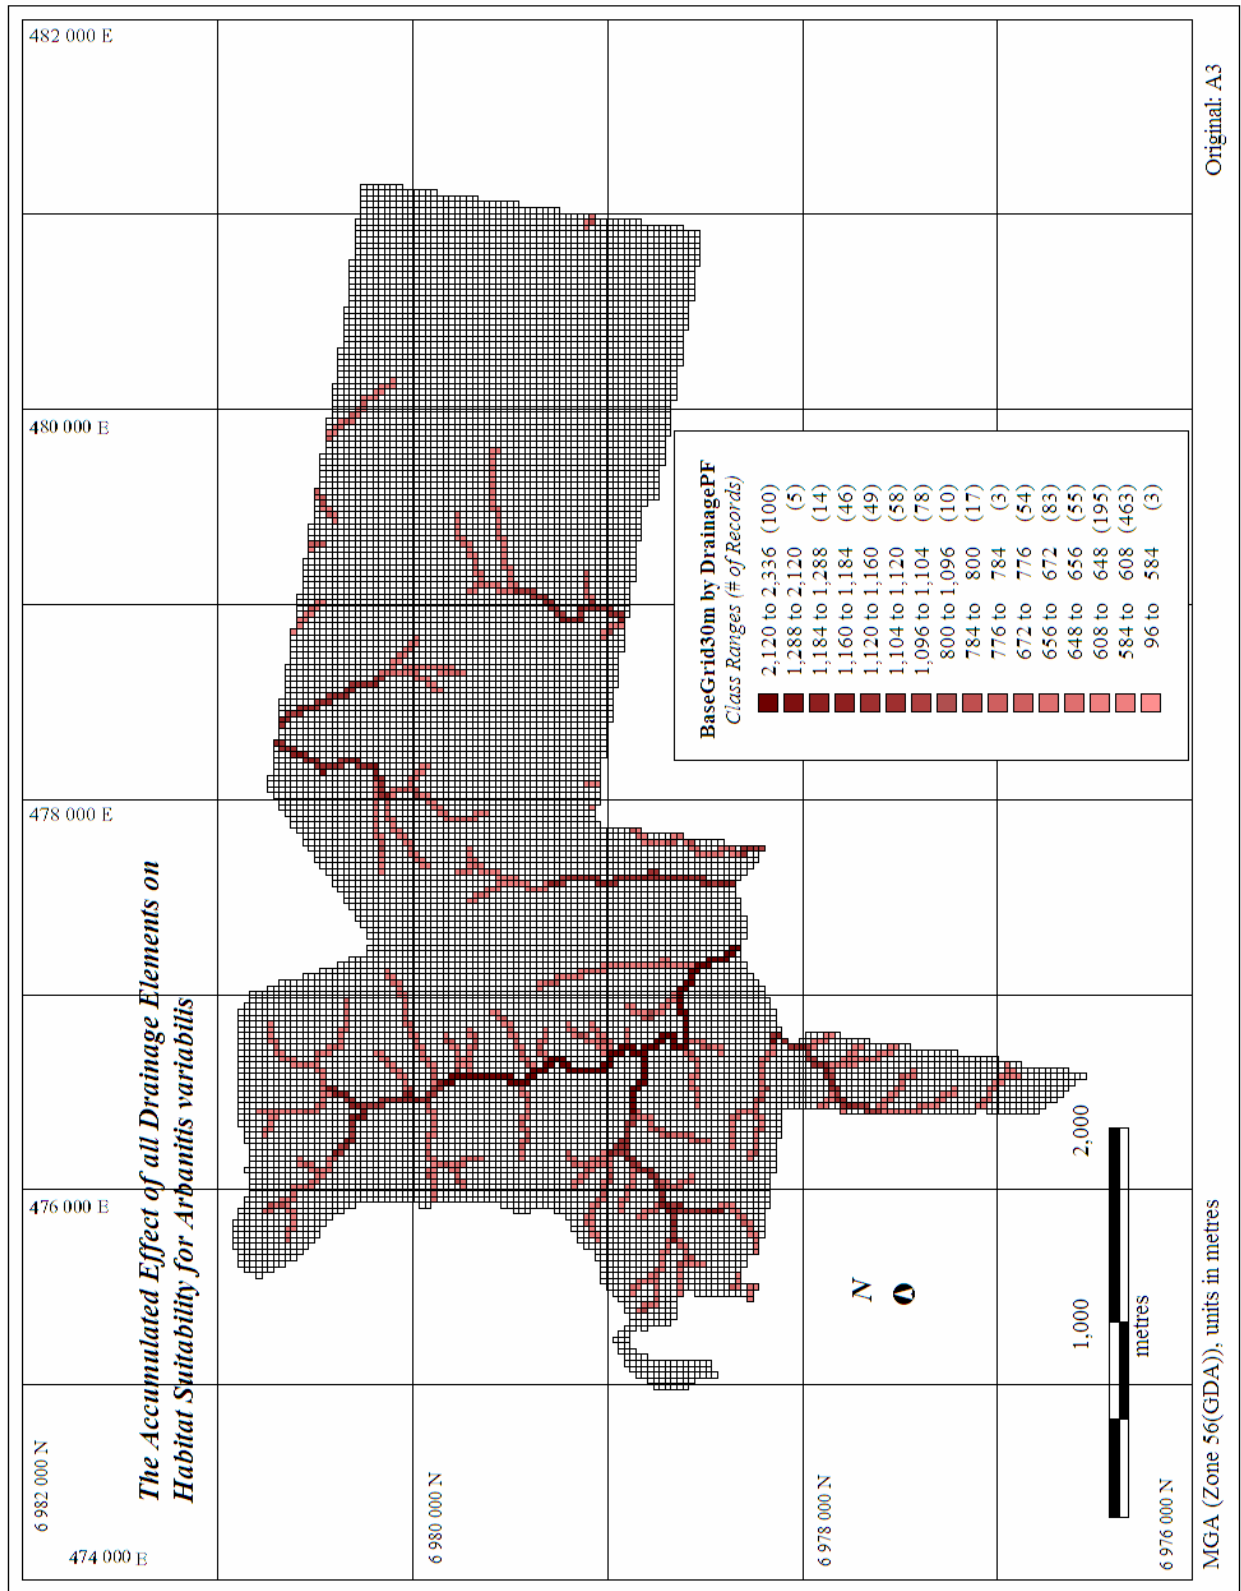 The Accumulated Effect of all Drainage Elements on
Habitat Suitability for Arbanitis variabilis
6 982 000 N
6 980 000 N
6 978 000 N
6 976 000 N
474 000 E
476 000 E
478 000 E
480 000 E
482 000 E
BaseGrid30m by DrainagePF
Class Ranges (# of Records)
2,120 to 2,336 (100)
1,288 to 2,120 (5)
1,184 to 1,288 (14)
1,160 to 1,184 (46)
1,120 to 1,160 (49)
1,104 to 1,120 (58)
1,096 to 1,104 (78)
800 to 1,096 (10)
784 to 800 (17)
776 to 784 (3)
672 to 776 (54)
656 to 672 (83)
648 to 656 (55)
608 to 648 (195)
584 to 608 (463)
96 to 584 (3)
N
1,000 2,000
metres
MGA (Zone 56(GDA)), units in metres
Original: A3